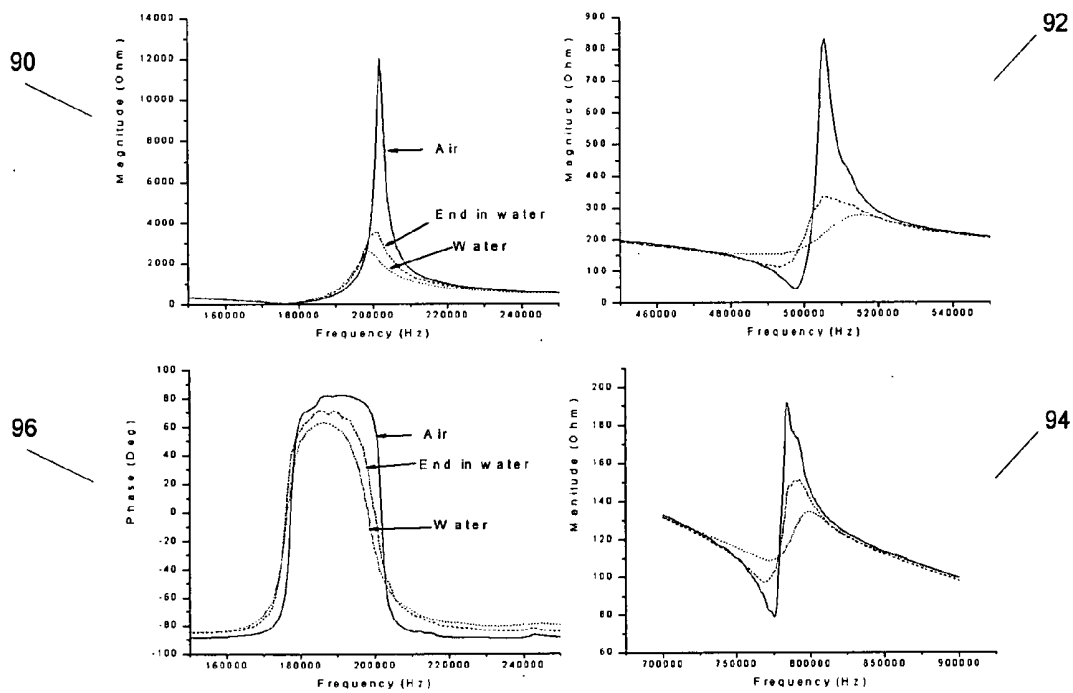 90
Magnitude (Ohm)
14000
12000
10000
8000
6000
4000
2000
0
Air
End in water
Water
160000 180000 200000 220000 240000
Frequency (Hz)
92
Magnitude (Ohm)
900
800
700
600
500
400
300
200
100
0
460000 480000 500000 520000 540000
Frequency (Hz)
96
Phase (Deg)
100
80
60
40
20
0
-20
-40
-60
-80
-100
Air
End in water
Water
160000 180000 200000 220000 240000
Frequency (Hz)
94
Manitude (Ohm)
200
180
160
140
120
100
80
60
700000 750000 800000 850000 900000
Frequency (Hz)